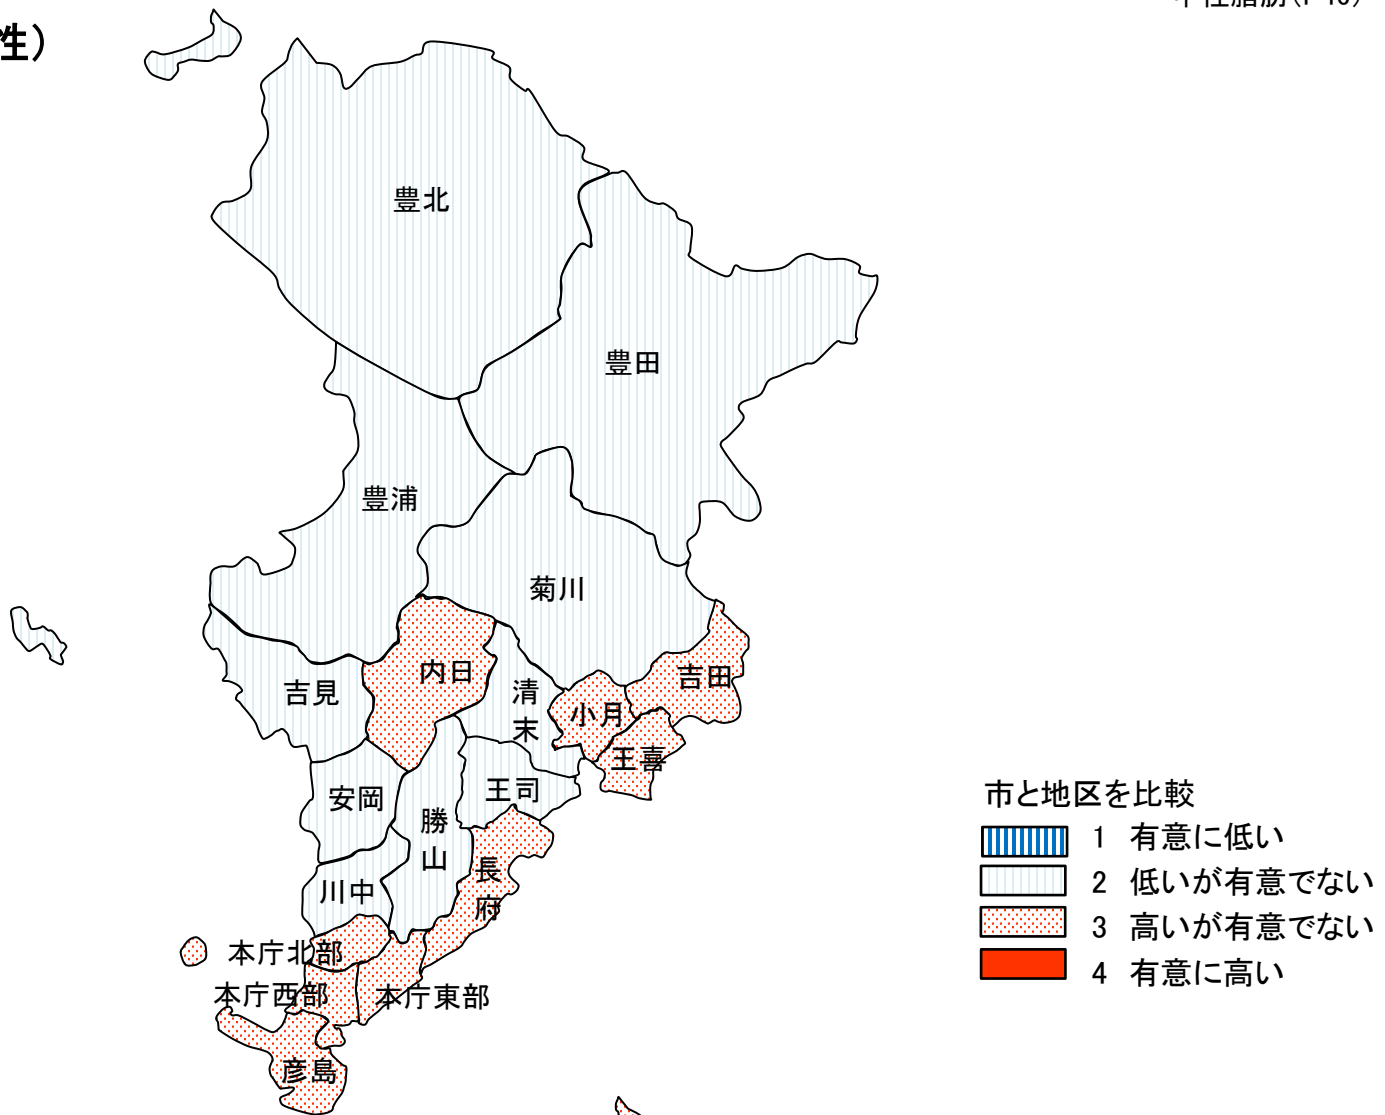 性)
豊北
豊田
豊浦
菊川
内日
吉田
吉見
清末
小月
王喜
安岡
王司
勝山
長府
川中
本庁北部
本庁西部
本庁東部
彦島
市と地区を比較
1 有意に低い
2 低いが有意でない
3 高いが有意でない
4 有意に高い